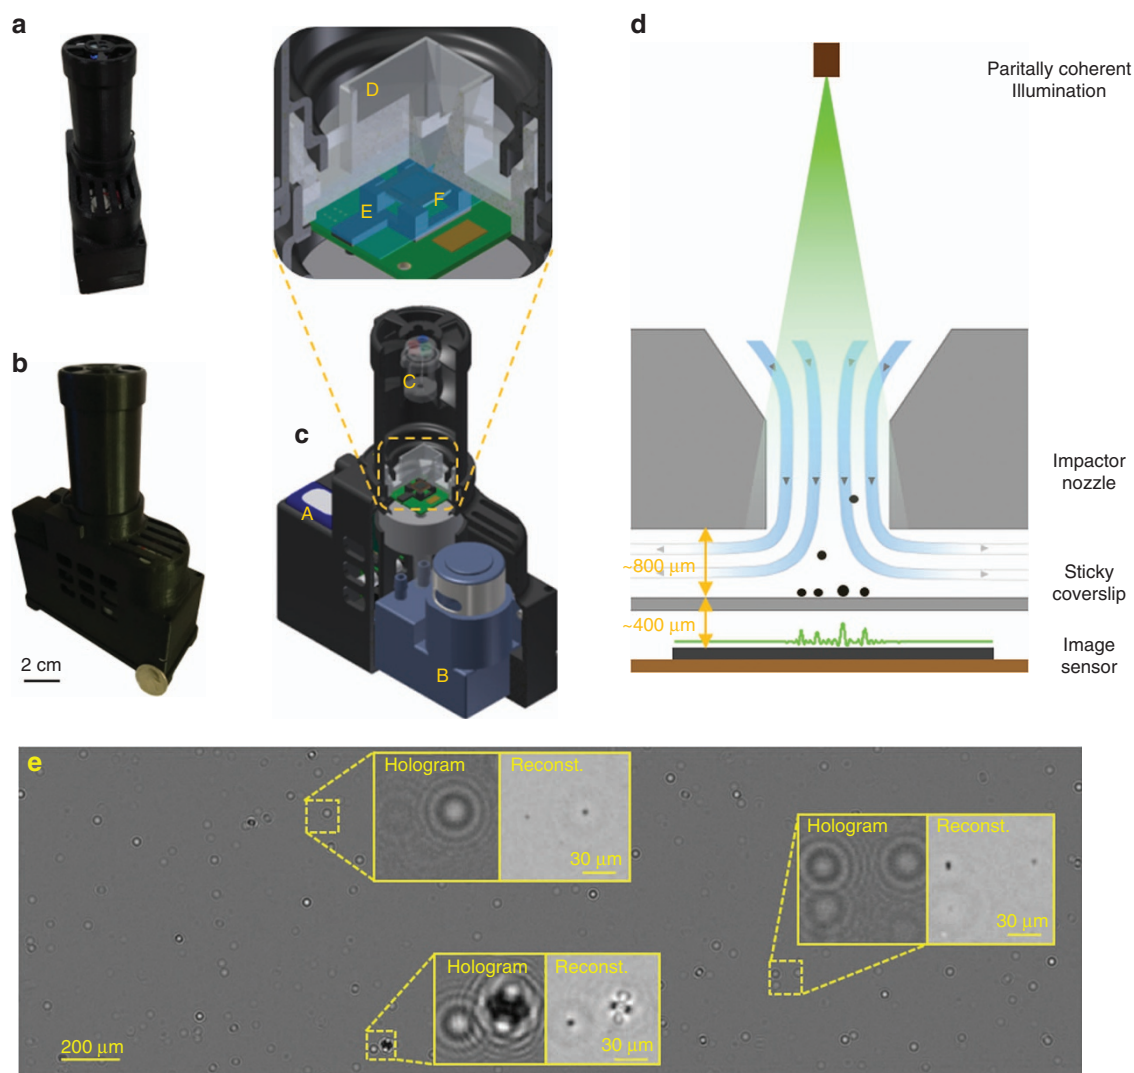 a
d
D
Paritally coherent
Illumination
E
F
b
C
c
A
Impactor
nozzle
~800 μm
Sticky
coverslip
~400 μm
Image
sensor
2 cm
B
e
Hologram
Reconst.
30 μm
Hologram
Reconst.
30 μm
Hologram
Reconst.
30 μm
200 μm